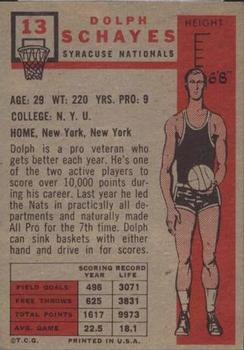 13
DOLPH
SCHAYES
SYRACUSE NATIONALS
HEIGHT
6'8"
AGE: 29 WT: 220 YRS. PRO: 9
COLLEGE: N. Y. U.
HOME, New York, New York
Dolph is a pro veteran who
gets better each year. He's one
of the two active players to
score over 10,000 points dur-
ing his career. Last year he led
the Nats in practically all de-
partments and naturally made
All Pro for the 7th time. Dolph
can sink baskets with either
hand and drive in for scores.
SCORING RECORD
YEAR LIFE
FIELD GOALS 496 3071
FREE THROWS 625 3831
TOTAL POINTS 1617 9973
AVG. GAME 22.5 18.1
©T.C.G. PRINTED IN U.S.A.